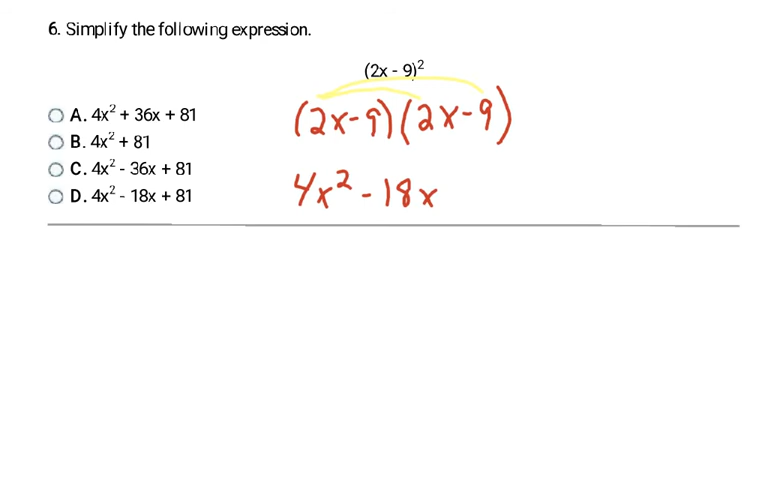 6. Simplify the following expression.
(2x - 9)²
A. 4x² + 36x + 81
B. 4x² + 81
C. 4x² - 36x + 81
D. 4x² - 18x + 81
(2x-9)(2x-9)
4x² - 18x